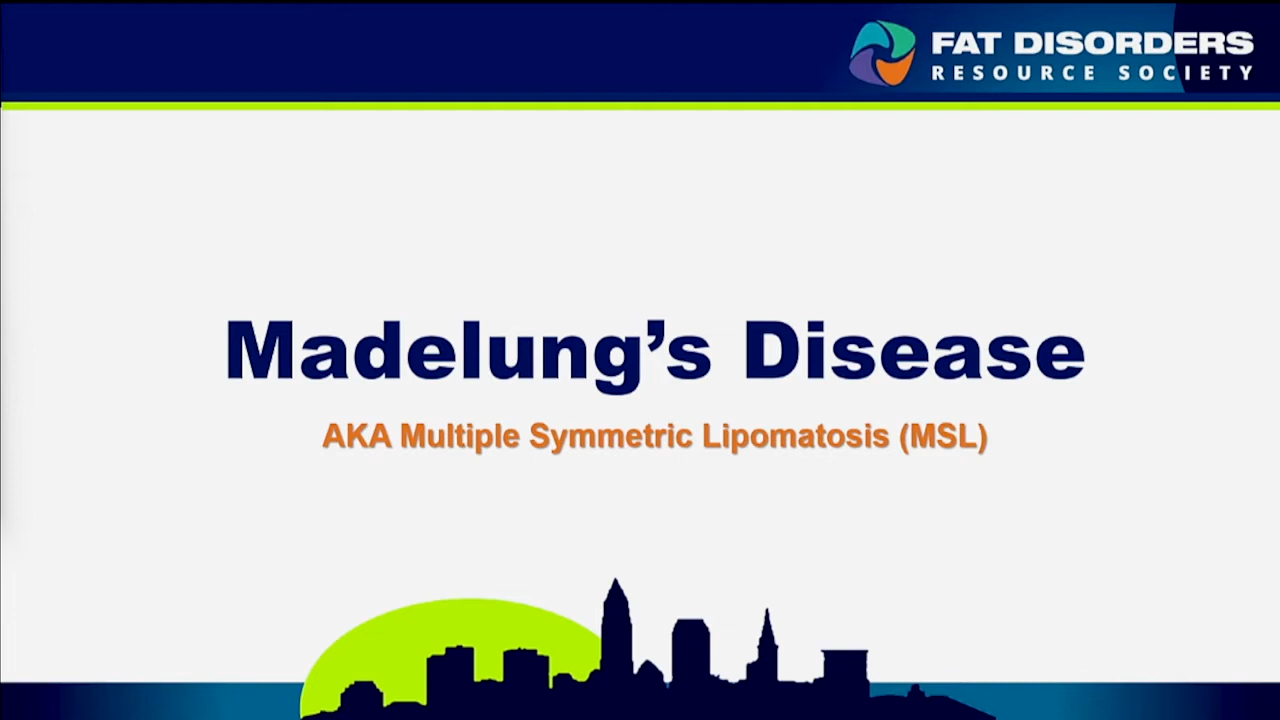 FAT DISORDERS
RESOURCE SOCIETY
Madelung’s Disease
AKA Multiple Symmetric Lipomatosis (MSL)